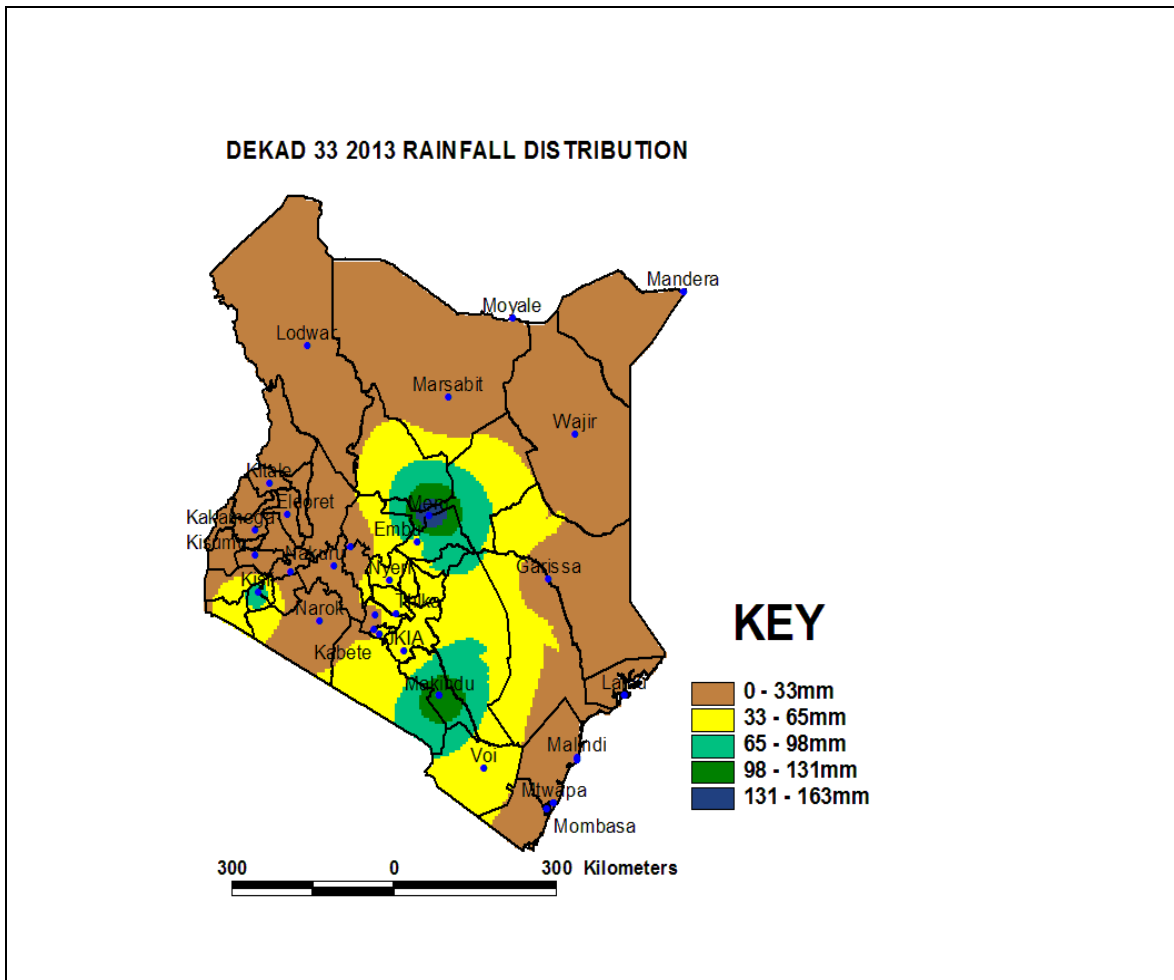 DEKAD 33 2013 RAINFALL DISTRIBUTION
Mandera
Moyale
Lodwar
Marsabit
Wajir
Kitale
Eldoret
Meru
Kakamega
Embu
Kisumu
Nakuru
Nyeri
Garissa
Kisii
Thika
Narok
JKIA
Kabete
KEY
Makindu
Lamu
0 - 33mm
33 - 65mm
65 - 98mm
98 - 131mm
131 - 163mm
Malindi
Voi
Mtwapa
Mombasa
300 0 300 Kilometers